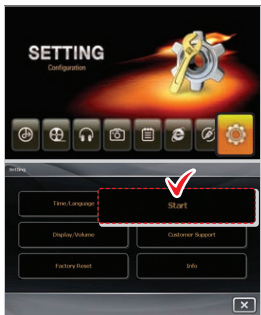 SETTING
Configuration
Setting
Time/Language
Start
Display/Volume
Customer Support
Factory Reset
Info